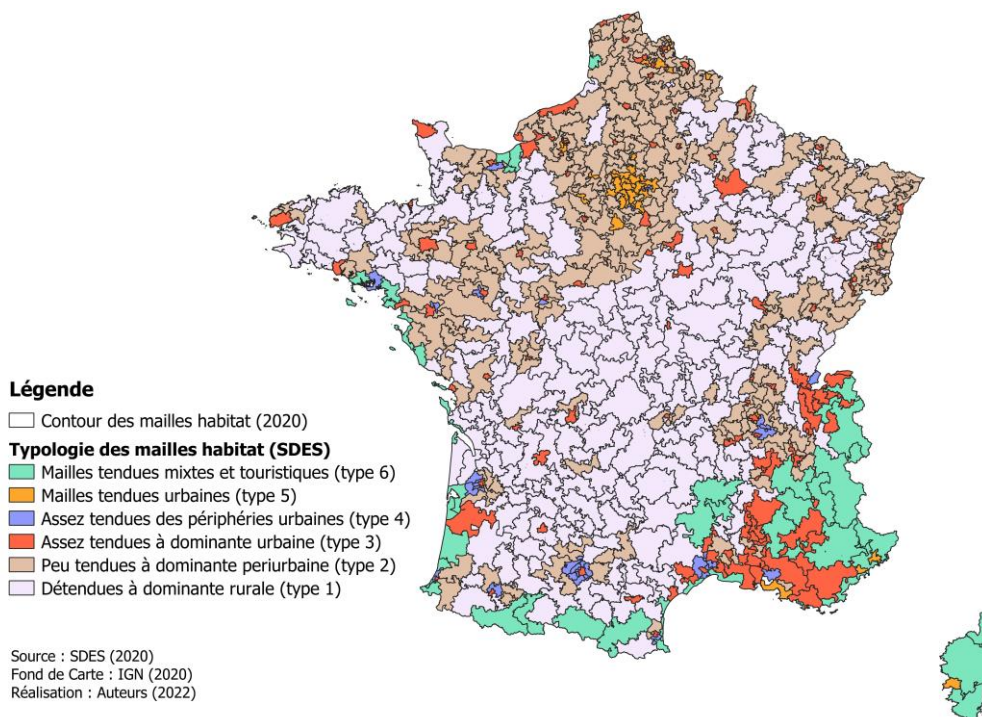 Légende
Contour des mailles habitat (2020)
Typologie des mailles habitat (SDES)
Mailles tendues mixtes et touristiques (type 6)
Mailles tendues urbaines (type 5)
Assez tendues des périphéries urbaines (type 4)
Assez tendues à dominante urbaine (type 3)
Peu tendues à dominante periurbaine (type 2)
Détendues à dominante rurale (type 1)
Source : SDES (2020)
Fond de Carte : IGN (2020)
Réalisation : Auteurs (2022)